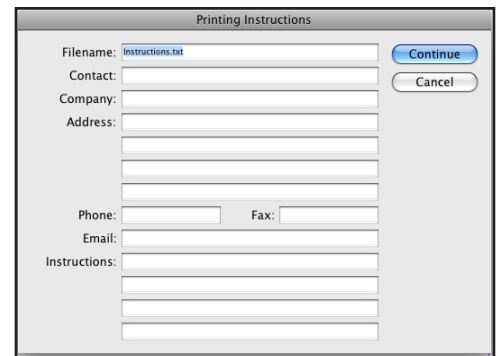 Printing Instructions
Filename: Instructions.txt
Continue
Contact:
Cancel
Company:
Address:
Phone:
Fax:
Email:
Instructions: